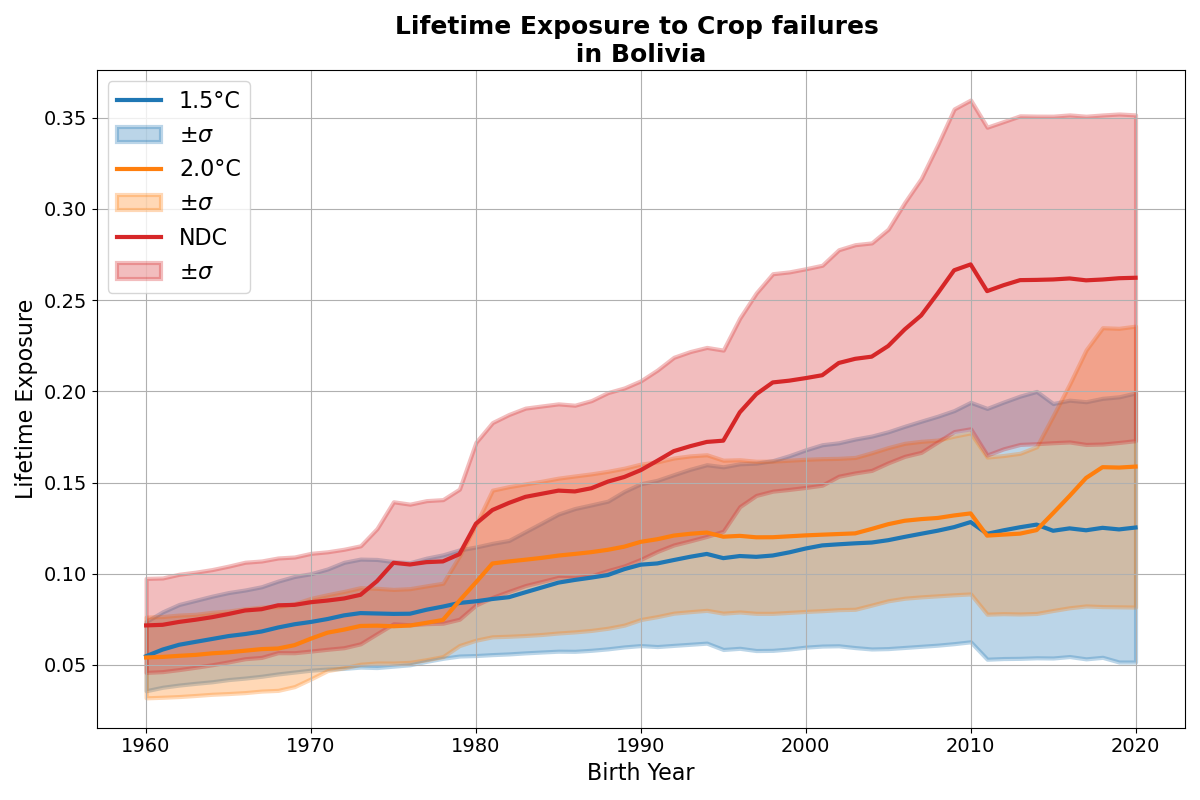 Lifetime Exposure to Crop failures
in Bolivia
1.5°C
±σ
2.0°C
±σ
NDC
±σ
0.35
0.30
0.25
0.20
0.15
0.10
0.05
Lifetime Exposure
1960 1970 1980 1990 2000 2010 2020
Birth Year